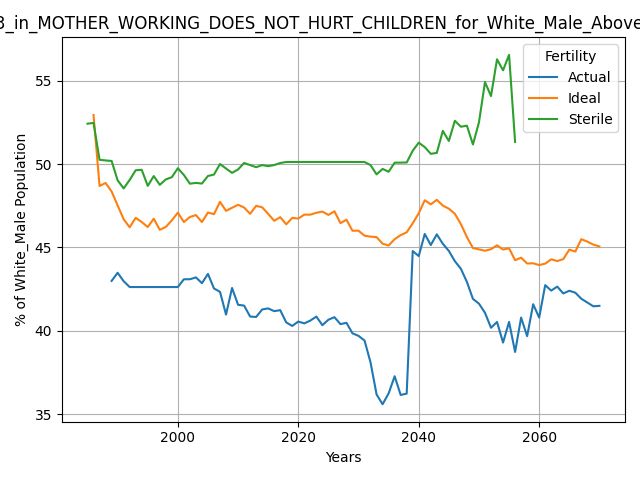 3_in_MOTHER_WORKING_DOES_NOT_HURT_CHILDREN_for_White_Male_Above
Fertility
Actual
Ideal
Sterile
% of White_Male Population
55
50
45
40
35
2000 2020 2040 2060
Years